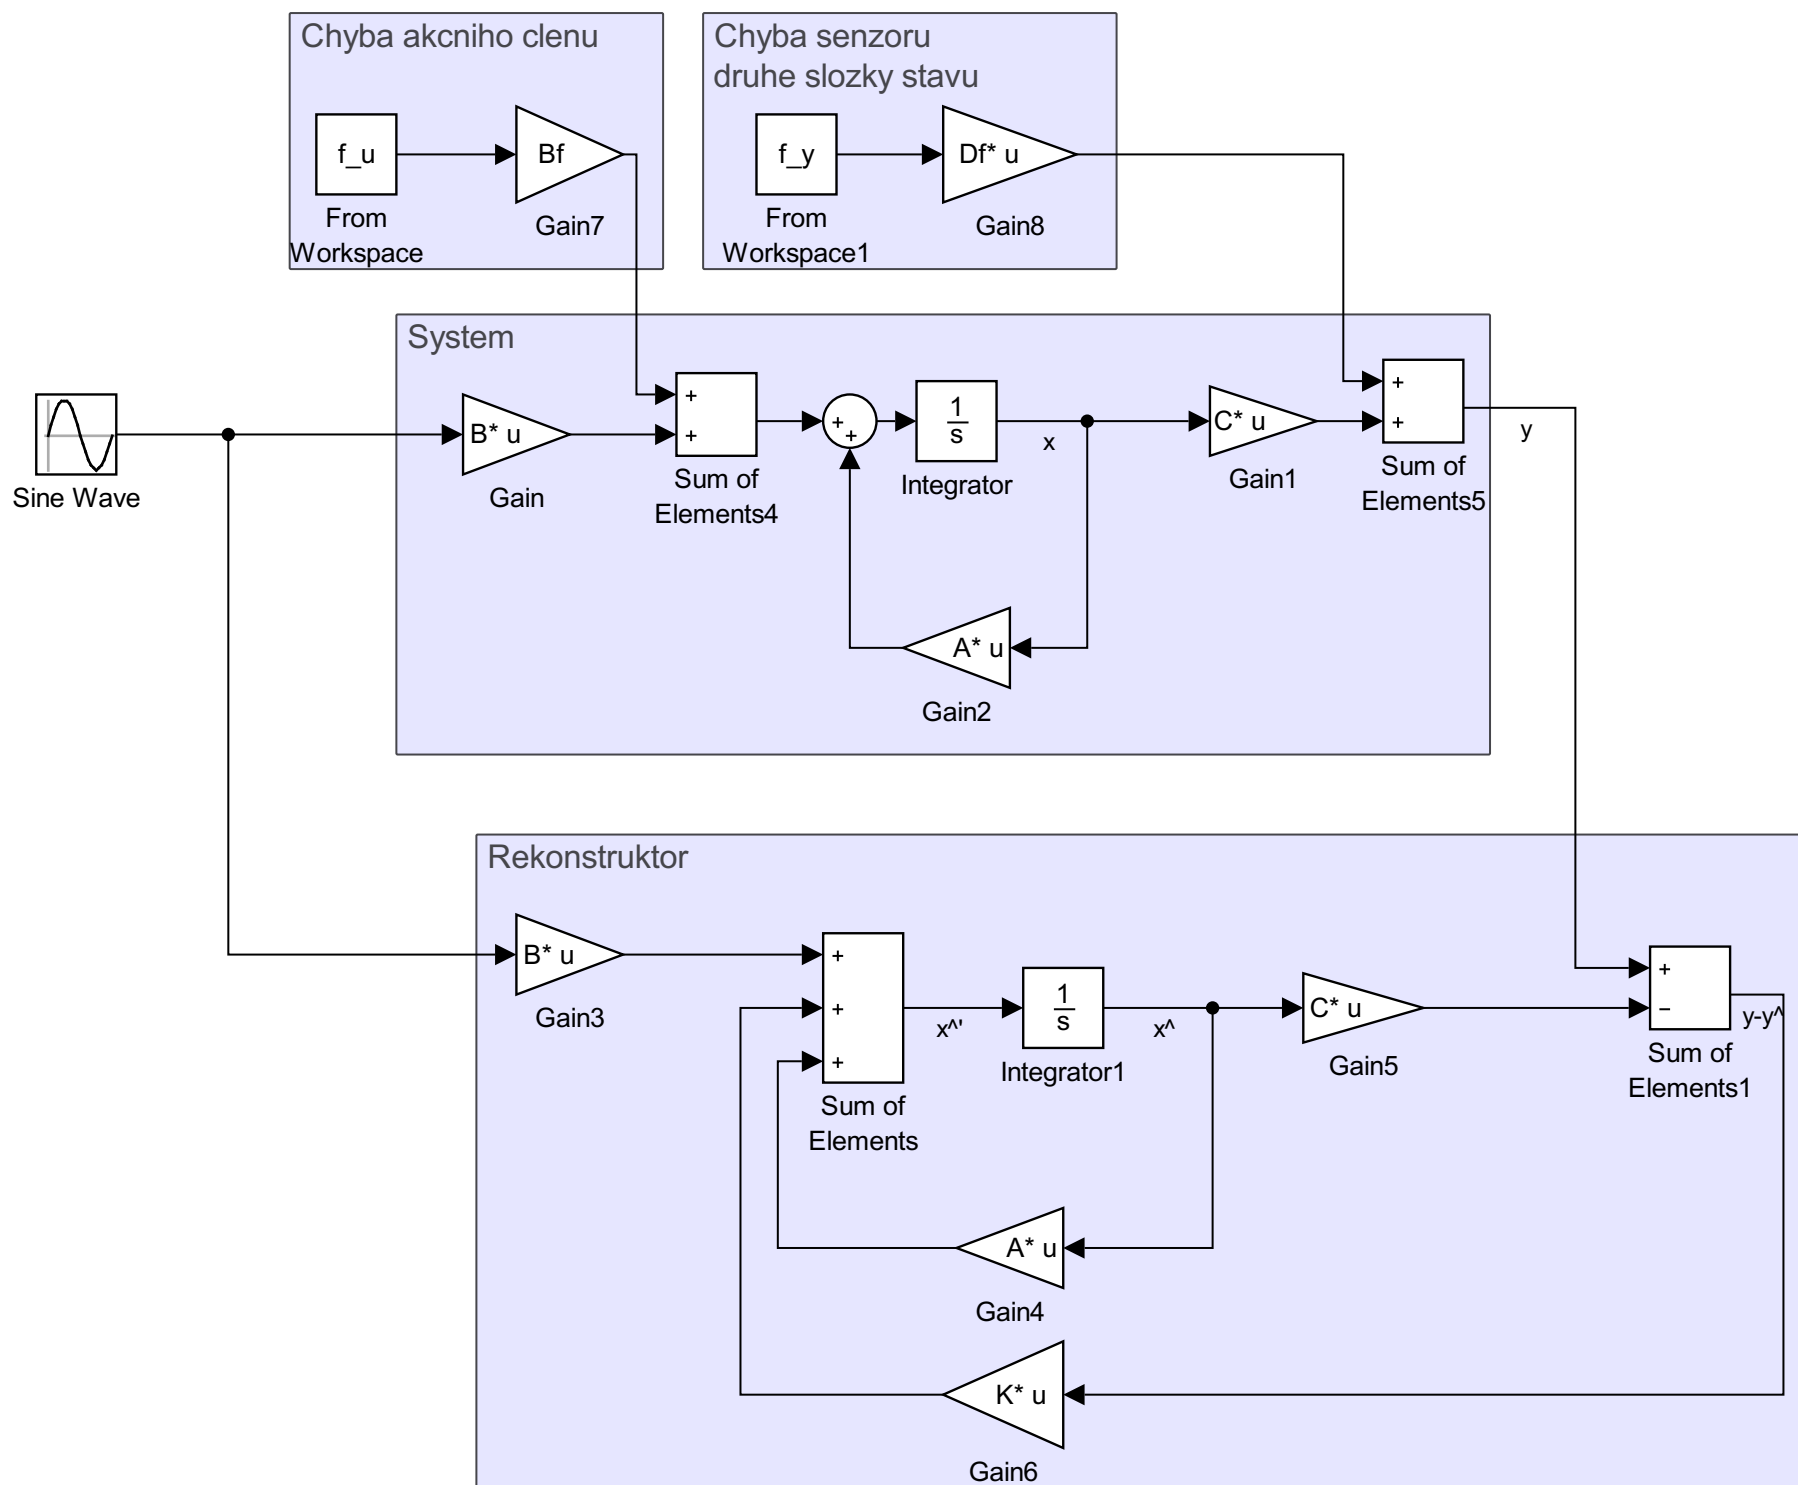 Chyba akcniho clenu
f_u
From
Workspace
Bf
Gain7
Chyba senzoru
druhe slozky stavu
f_y
From
Workspace1
Df* u
Gain8
Sine Wave
System
B* u
Gain
+
+
Sum of
Elements4
+
+
1
s
Integrator
x
C* u
Gain1
+
+
Sum of
Elements5
y
A* u
Gain2
Rekonstruktor
B* u
Gain3
+
+
+
Sum of
Elements
x^'
1
s
Integrator1
x^
C* u
Gain5
+
−
Sum of
Elements1
y-y^
A* u
Gain4
K* u
Gain6